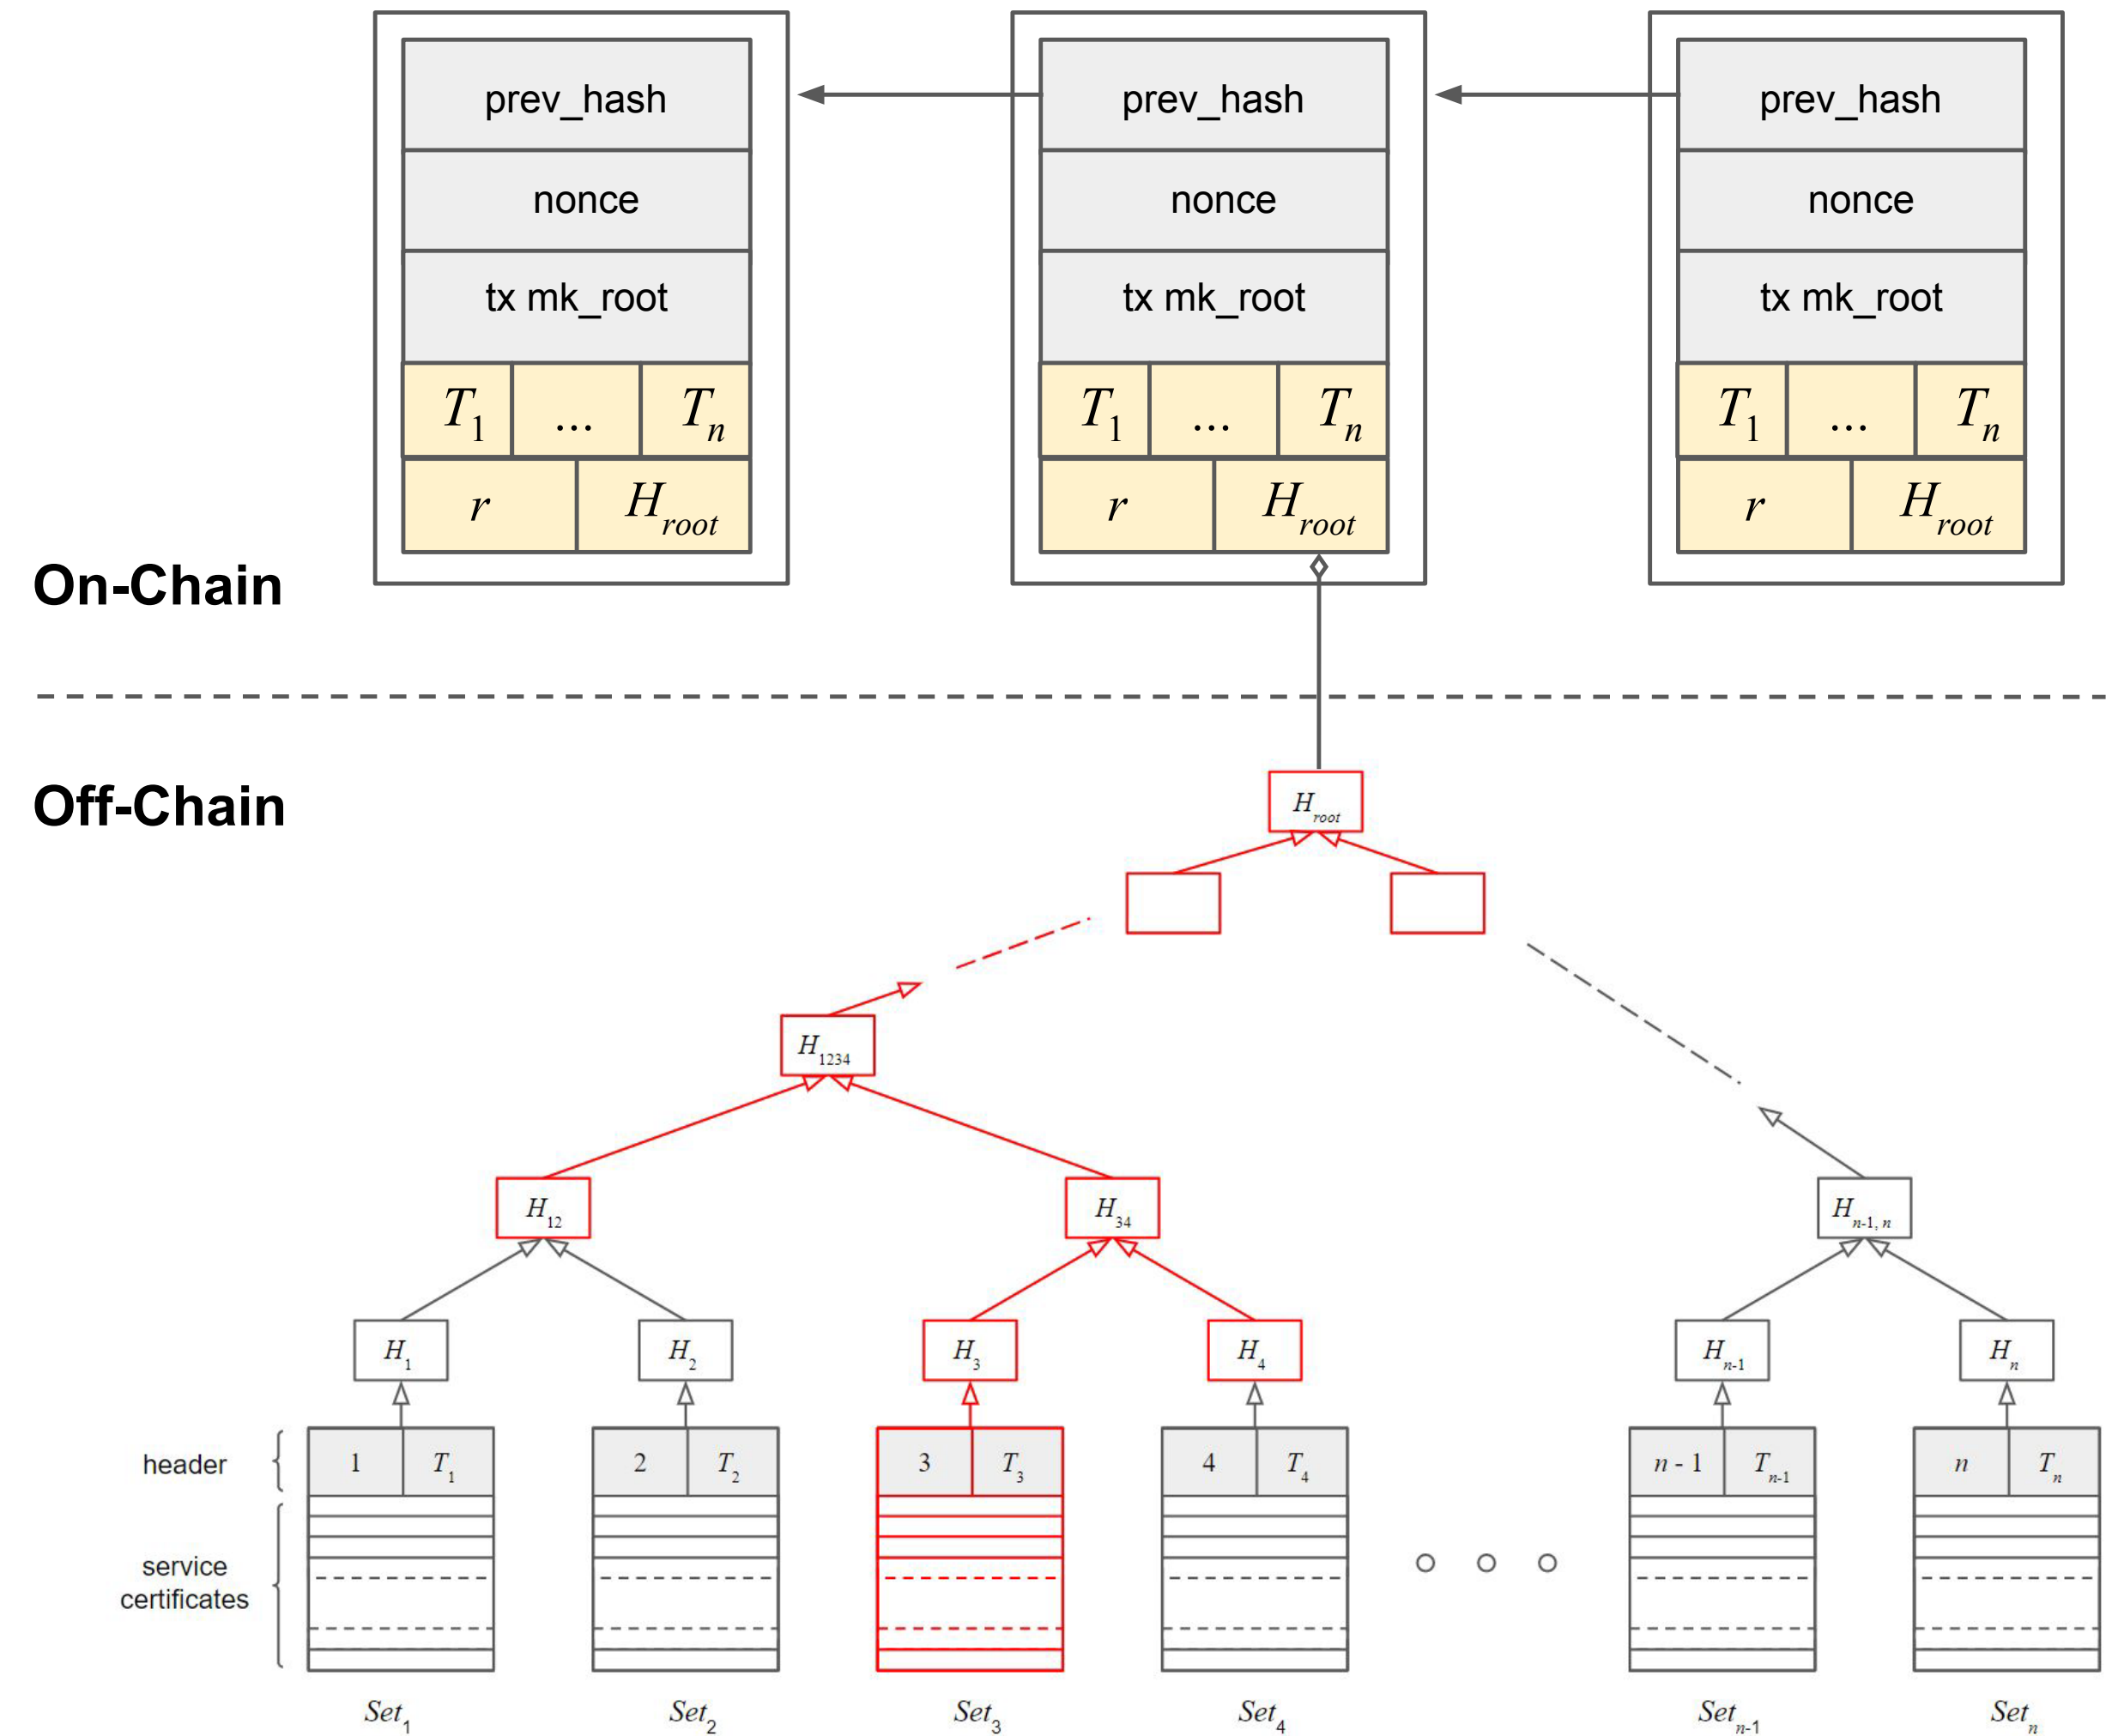 prev_hash prev_hash prev_hash
nonce nonce nonce
tx mk_root tx mk_root tx mk_root
T1 ... Tn T1 ... Tn T1 ... Tn
r Hroot r Hroot r Hroot
On-Chain
Off-Chain
Hroot
H1234
H12 H34 Hn-1, n
H1 H2 H3 H4 Hn-1 Hn
header 1 T1 2 T2 3 T3 4 T4 n - 1 Tn-1 n Tn
service
certificates
Set1 Set2 Set3 Set4 Setn-1 Setn